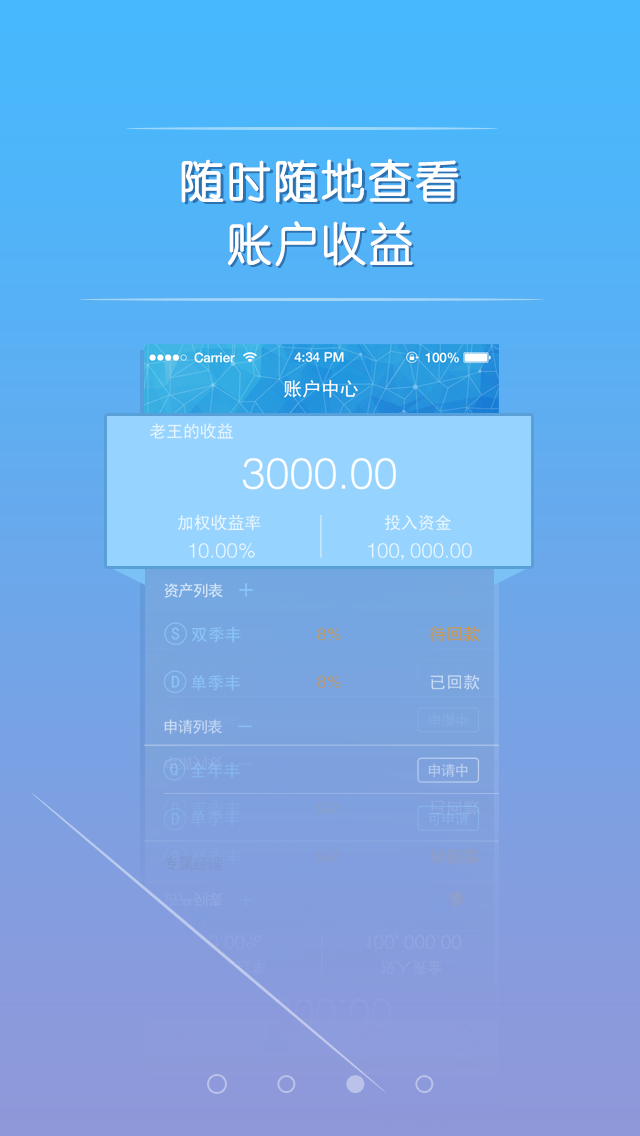 随时随地查看
账户收益
Carrier 4:34 PM 100%
账户中心
老王的收益
3000.00
加权收益率 投入资金
10.00% 100,000.00
资产列表
S 双季丰 8% 待回款
D 单季丰 8% 已回款
申请列表
Q 全年丰 申请中
D 单季丰 可申请